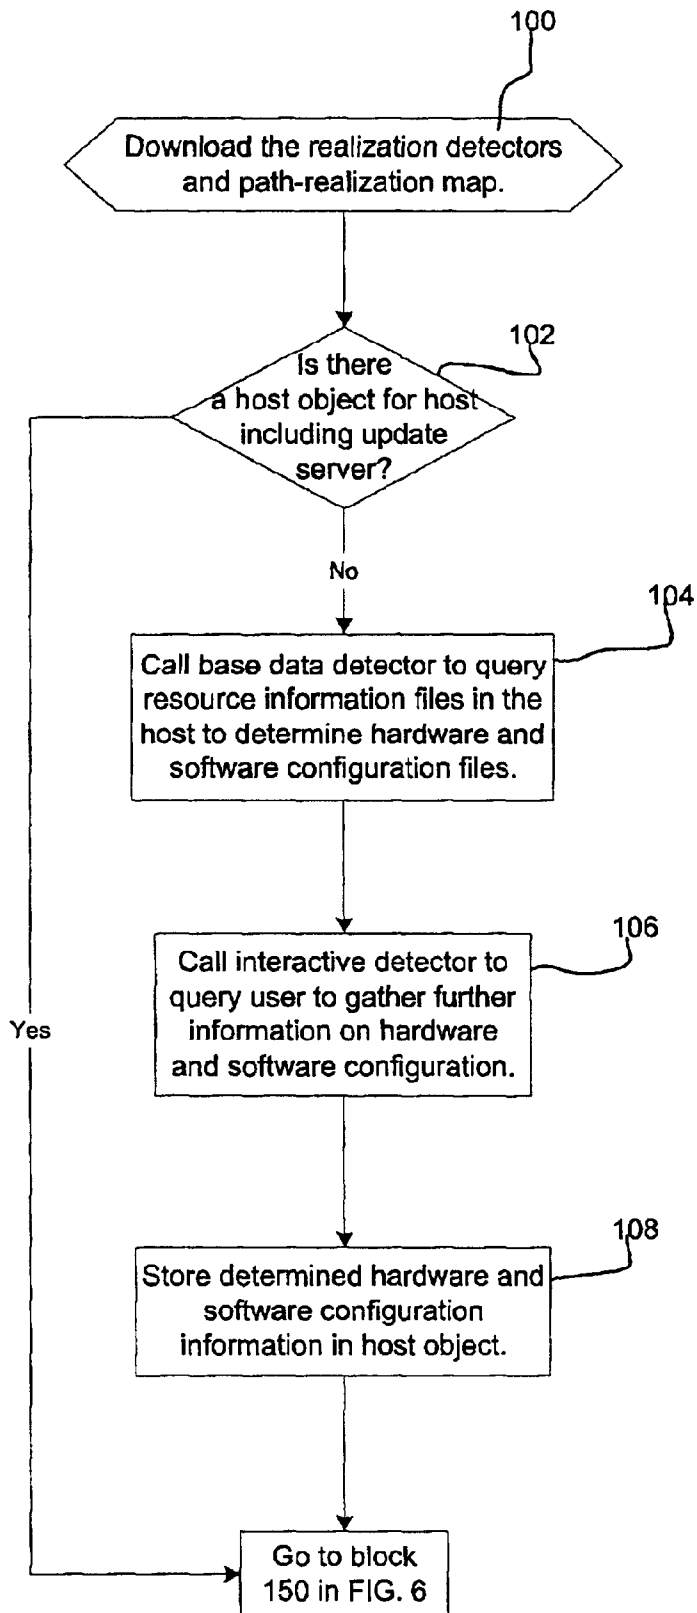 100
Download the realization detectors
and path-realization map.
102
Is there
a host object for host
including update
server?
No
104
Call base data detector to query
resource information files in the
host to determine hardware and
software configuration files.
106
Call interactive detector to
query user to gather further
information on hardware
and software configuration.
Yes
108
Store determined hardware and
software configuration
information in host object.
Go to block
150 in FIG. 6